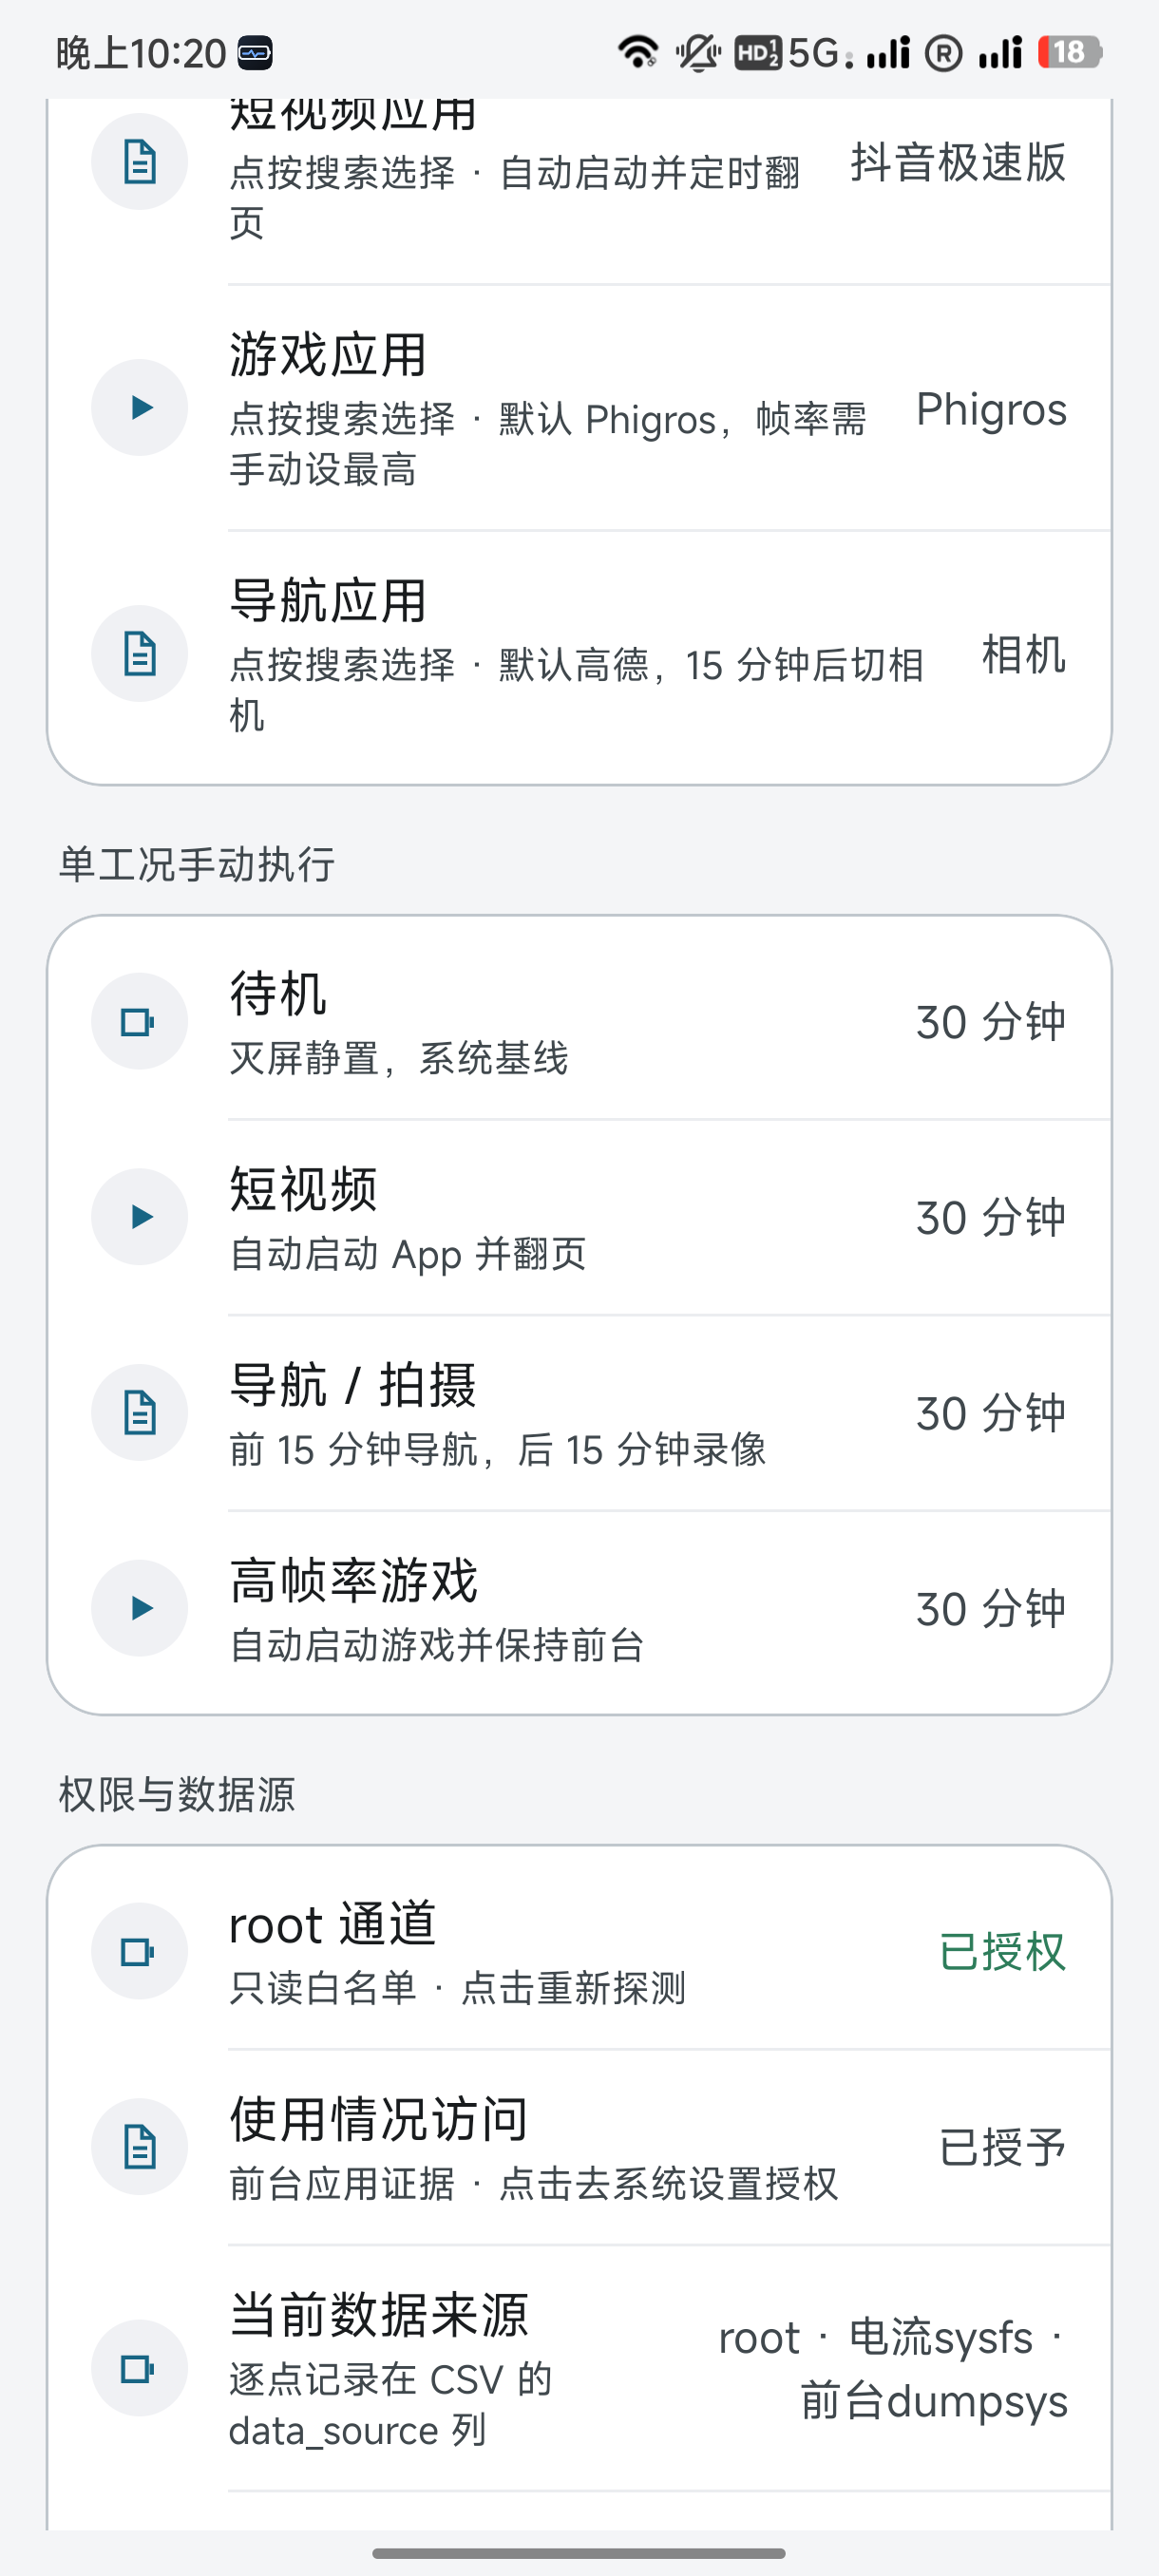 晚上10:20
HD 1 2 5G R 18
短视频应用
点按搜索选择 · 自动启动并定时翻
页
抖音极速版
游戏应用
点按搜索选择 · 默认 Phigros，帧率需
手动设最高
Phigros
导航应用
点按搜索选择 · 默认高德，15 分钟后切相
机
相机
单工况手动执行
待机
灭屏静置，系统基线
30 分钟
短视频
自动启动 App 并翻页
30 分钟
导航 / 拍摄
前 15 分钟导航，后 15 分钟录像
30 分钟
高帧率游戏
自动启动游戏并保持前台
30 分钟
权限与数据源
root 通道
只读白名单 · 点击重新探测
已授权
使用情况访问
前台应用证据 · 点击去系统设置授权
已授予
当前数据来源
逐点记录在 CSV 的
data_source 列
root · 电流sysfs ·
前台dumpsys